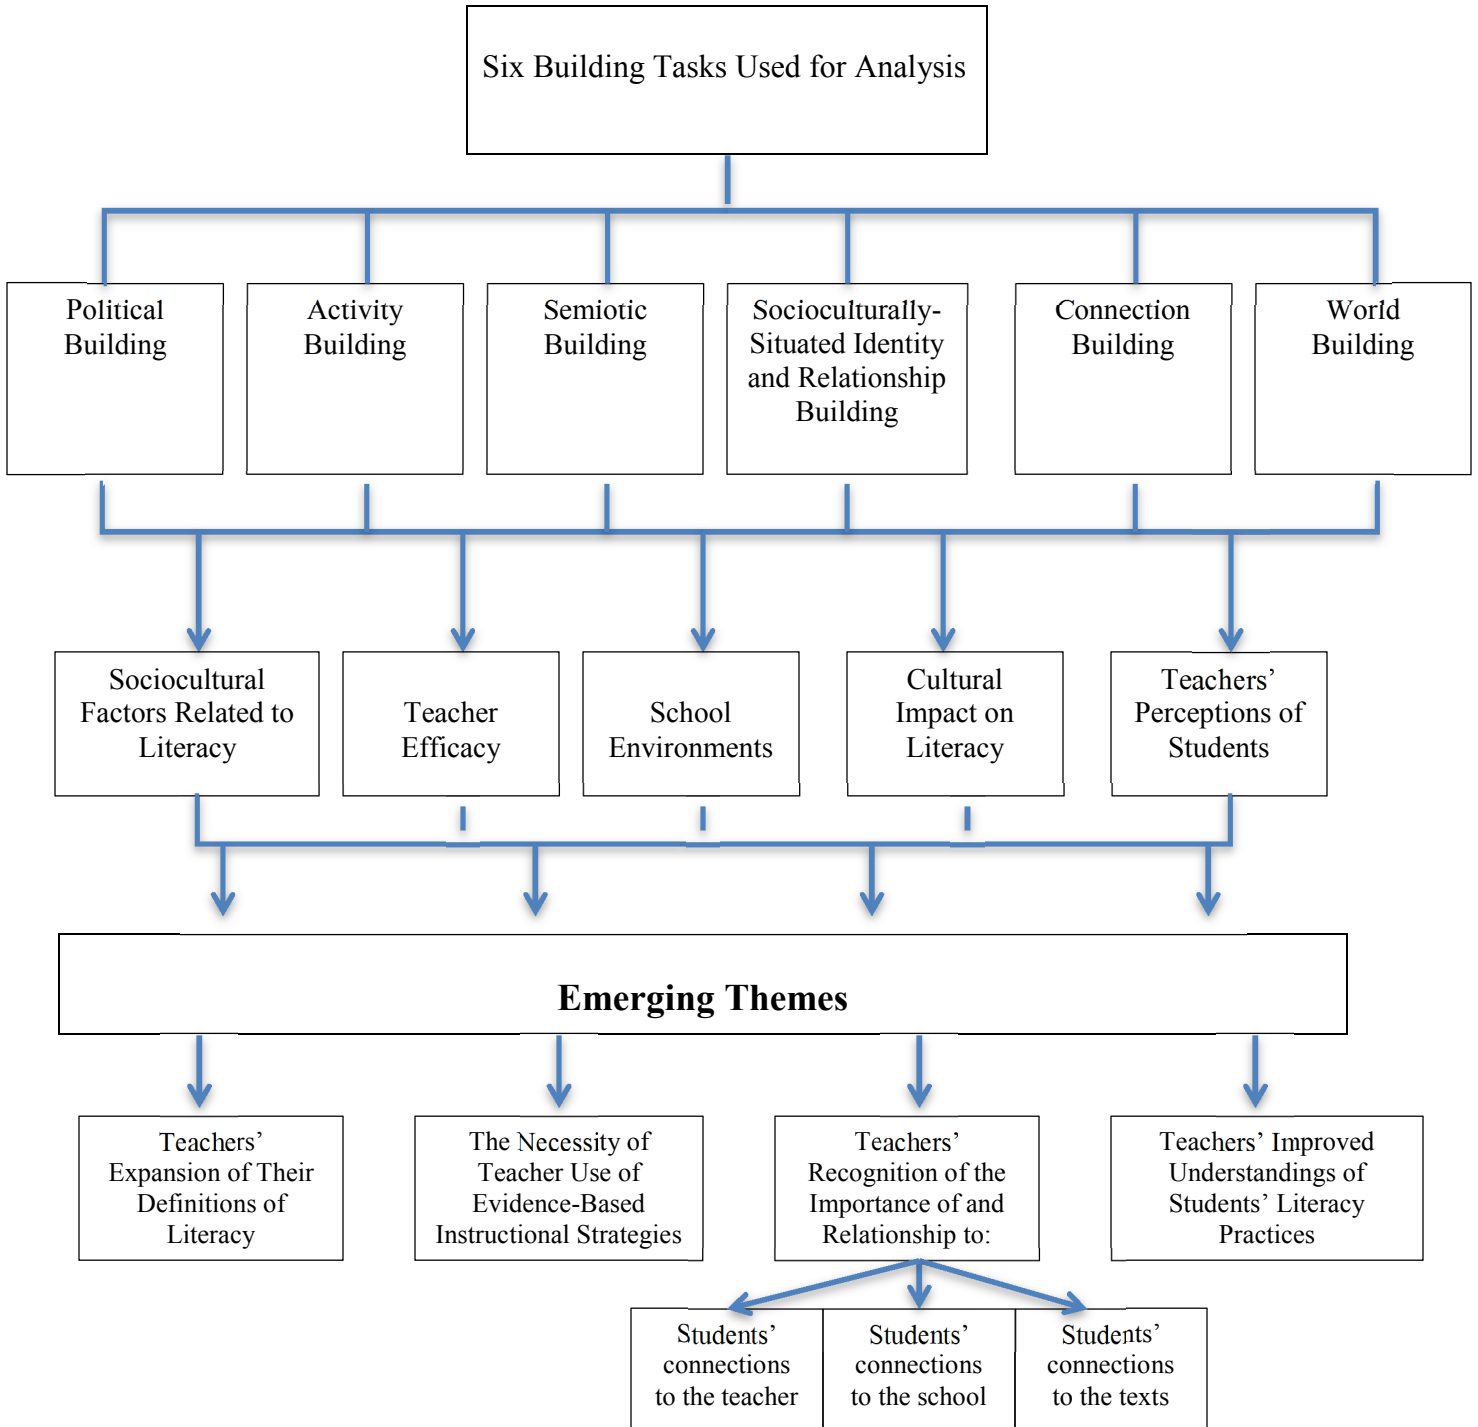 Six Building Tasks Used for Analysis
Political
Building
Activity
Building
Semiotic
Building
Socioculturally-
Situated Identity
and Relationship
Building
Connection
Building
World
Building
Sociocultural
Factors Related to
Literacy
Teacher
Efficacy
School
Environments
Cultural
Impact on
Literacy
Teachers’
Perceptions of
Students
Emerging Themes
Teachers’
Expansion of Their
Definitions of
Literacy
The Necessity of
Teacher Use of
Evidence-Based
Instructional Strategies
Teachers’
Recognition of the
Importance of and
Relationship to:
Teachers’ Improved
Understandings of
Students’ Literacy
Practices
Students’
connections
to the teacher
Students’
connections
to the school
Students’
connections
to the texts